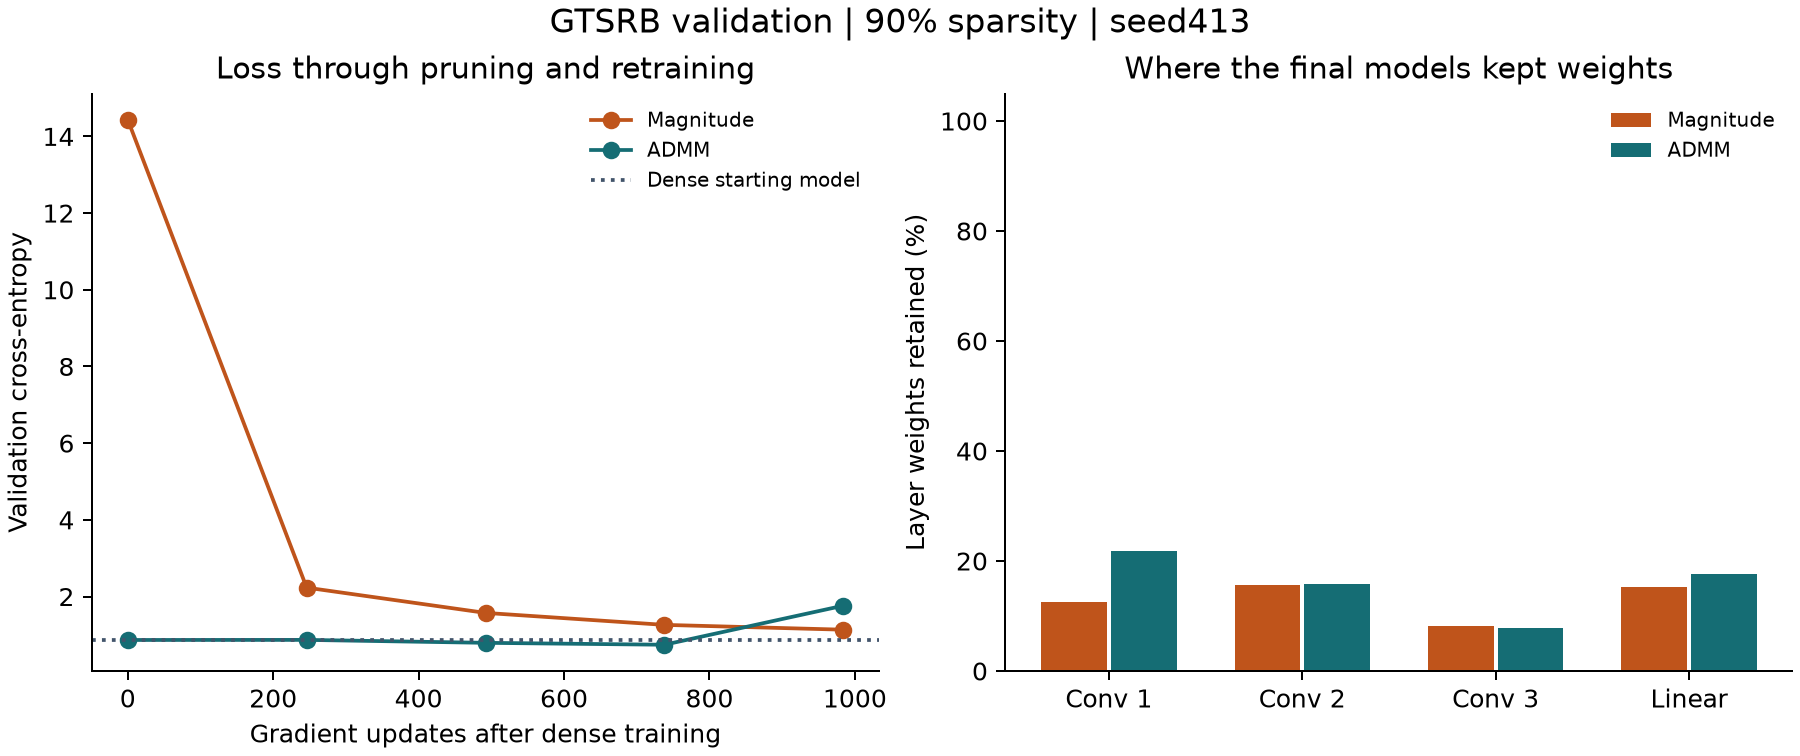 GTSRB validation | 90% sparsity | seed413
Loss through pruning and retraining
Validation cross-entropy
14
12
10
8
6
4
2
Magnitude
ADMM
Dense starting model
0
200
400
600
800
1000
Gradient updates after dense training
Where the final models kept weights
Layer weights retained (%)
100
80
60
40
20
0
Magnitude
ADMM
Conv 1
Conv 2
Conv 3
Linear